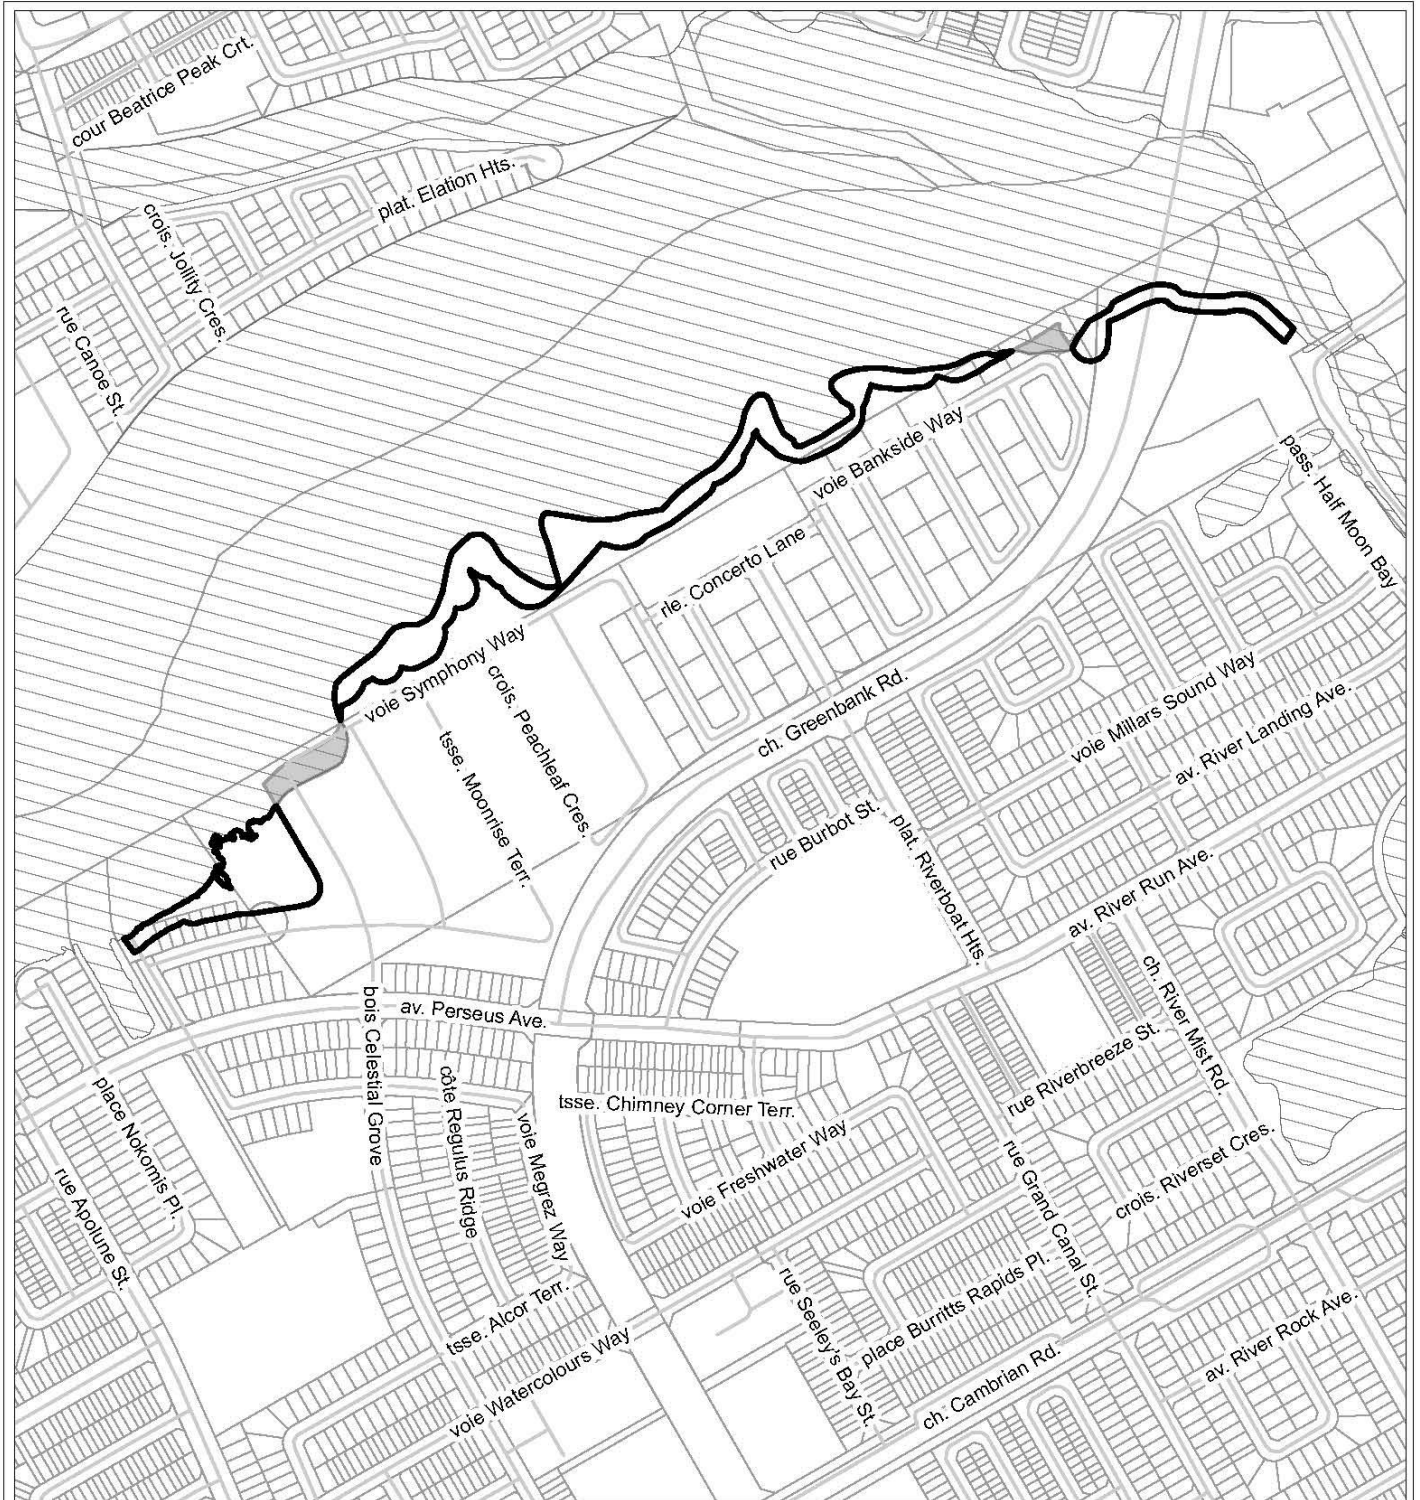 cour Beatrice Peak Crt.
plat. Elation Hts.
crois. Jollity Cres.
rue Canoe St.
voie Bankside Way
pass. Half Moon Bay
rle. Concerto Lane
voie Symphony Way
crois. Peachleaf Cres.
tsse. Moonrise Terr.
ch. Greenbank Rd.
voie Millars Sound Way
av. River Landing Ave.
rue Burbot St.
plat. Riverboat Hts.
av. River Run Ave.
ch. River Mist Rd.
bois Celestial Grove
av. Perseus Ave.
côte Regulus Ridge
voie Megrez Way
tsse. Chimney Corner Terr.
rue Riverbreeze St.
place Nokomis Pl.
rue Apolune St.
voie Freshwater Way
rue Grand Canal St.
crois. Riverset Cres.
tsse. Alcor Terr.
voie Watercolours Way
rue Seeley's Bay St.
place Burritts Rapids Pl.
ch. Cambrian Rd.
av. River Rock Ave.